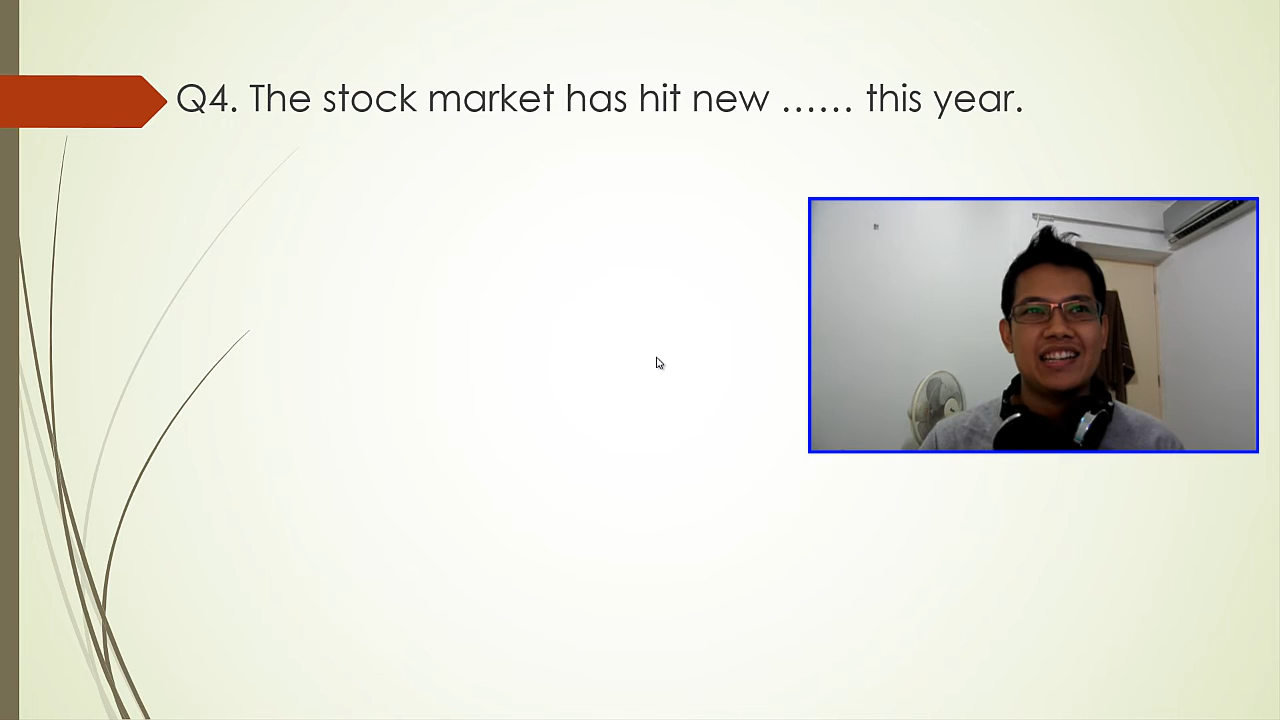 Q4. The stock market has hit new …… this year.